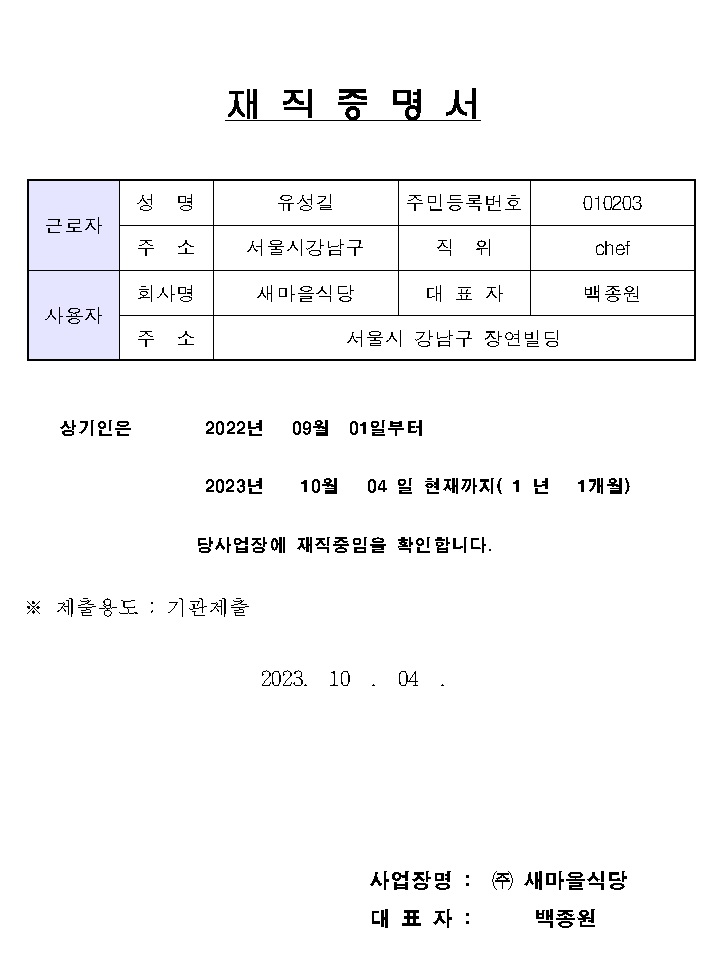 재 직 증 명 서
근로자 성 명 유성길 주민등록번호 010203
주 소 서울시강남구 직 위 chef
사용자 회사명 새마을식당 대 표 자 백종원
주 소 서울시 강남구 장연빌딩
상기인은 2022년 09월 01일부터
2023년 10월 04 일 현재까지( 1 년 1개월)
당사업장에 재직중임을 확인합니다.
※ 제출용도 : 기관제출
2023. 10 . 04 .
사업장명 : ㈜ 새마을식당
대 표 자 : 백종원